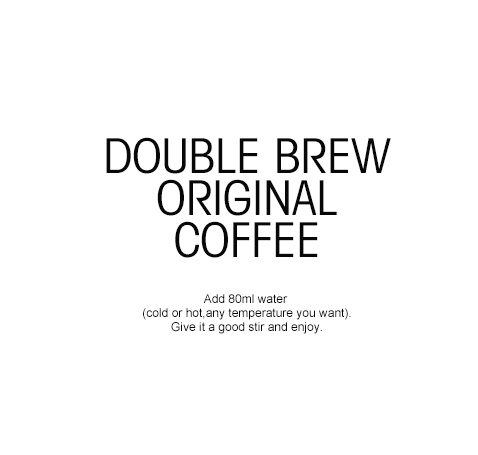 DOUBLE BREW
ORIGINAL
COFFEE
Add 80ml water
(cold or hot,any temperature you want).
Give it a good stir and enjoy.